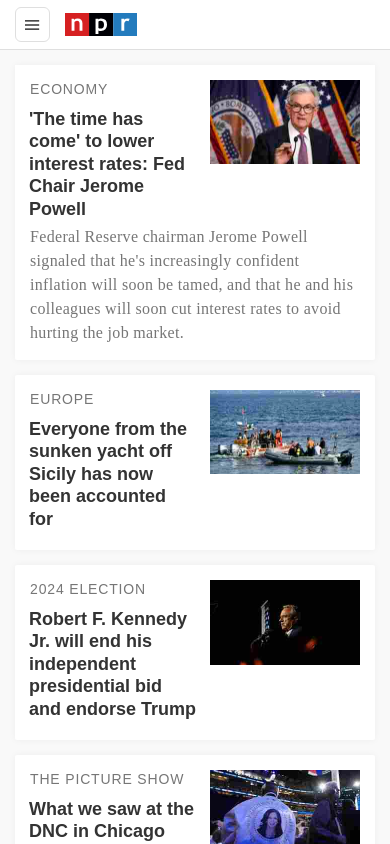 npr
ECONOMY
'The time has
come' to lower
interest rates: Fed
Chair Jerome
Powell
Federal Reserve chairman Jerome Powell
signaled that he's increasingly confident
inflation will soon be tamed, and that he and his
colleagues will soon cut interest rates to avoid
hurting the job market.
EUROPE
Everyone from the
sunken yacht off
Sicily has now
been accounted
for
2024 ELECTION
Robert F. Kennedy
Jr. will end his
independent
presidential bid
and endorse Trump
THE PICTURE SHOW
What we saw at the
DNC in Chicago